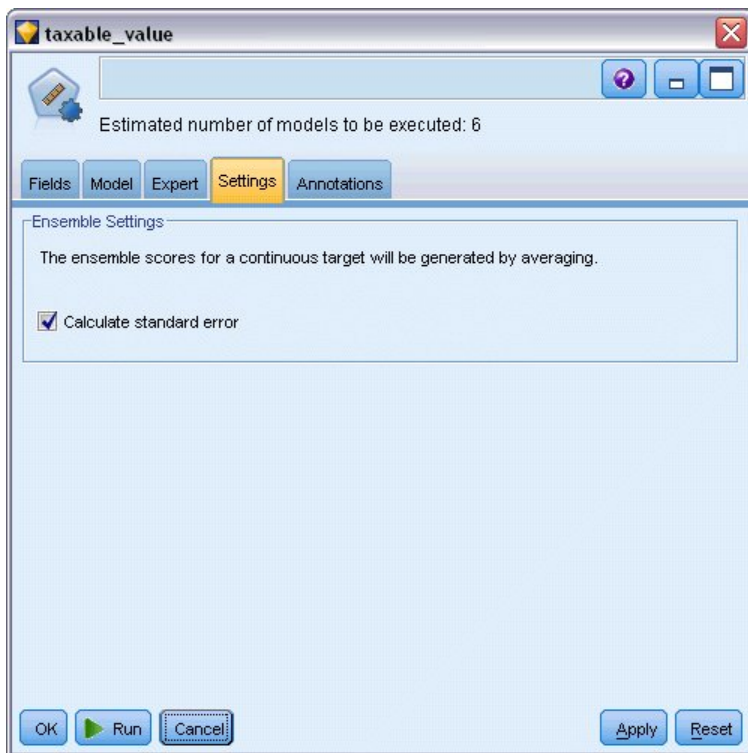 taxable_value
Estimated number of models to be executed: 6
Fields Model Expert Settings Annotations
Ensemble Settings
The ensemble scores for a continuous target will be generated by averaging.
Calculate standard error
OK Run Cancel Apply Reset